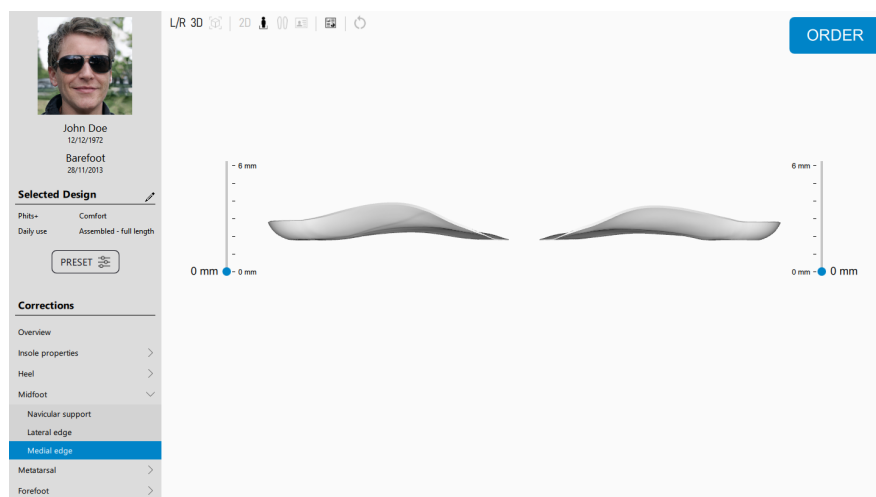 L/R 3D 2D
ORDER
John Doe
12/12/1972
Barefoot
28/11/2013
Selected Design
Phits+ Comfort
Daily use Assembled - full length
PRESET
Corrections
Overview
Insole properties
Heel
Midfoot
Navicular support
Lateral edge
Medial edge
Metatarsal
Forefoot
- 6 mm
0 mm - 0 mm
6 mm -
0 mm - 0 mm